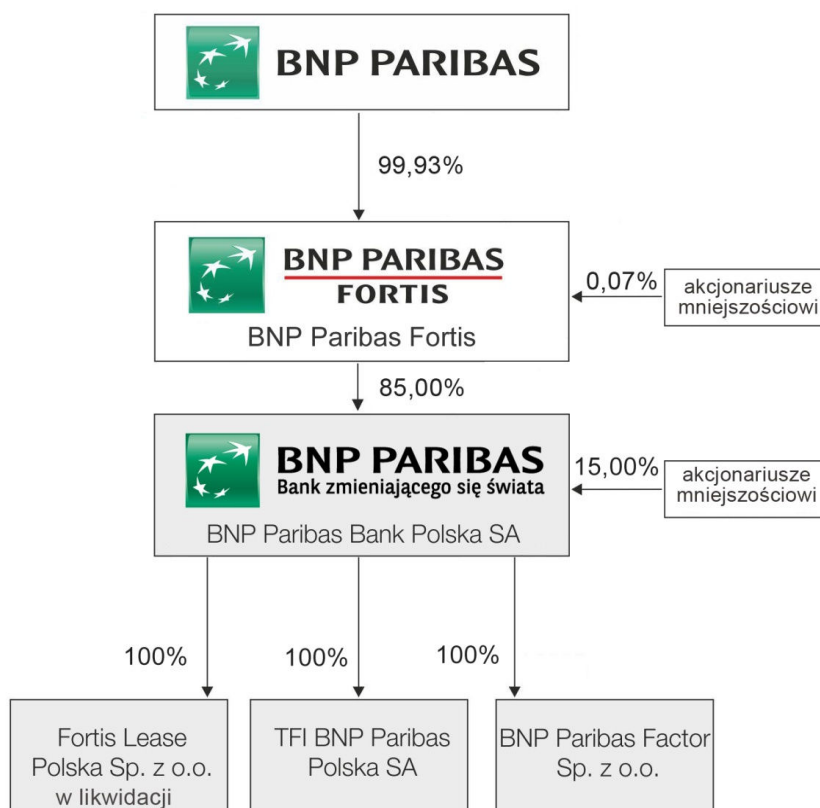 BNP PARIBAS
99,93%
BNP PARIBAS
FORTIS
BNP Paribas Fortis
0,07%
akcjonariusze
mniejszościowi
85,00%
BNP PARIBAS
Bank zmieniającego się świata
BNP Paribas Bank Polska SA
15,00%
akcjonariusze
mniejszościowi
100%
100%
100%
Fortis Lease
Polska Sp. z o.o.
w likwidacji
TFI BNP Paribas
Polska SA
BNP Paribas Factor
Sp. z o.o.